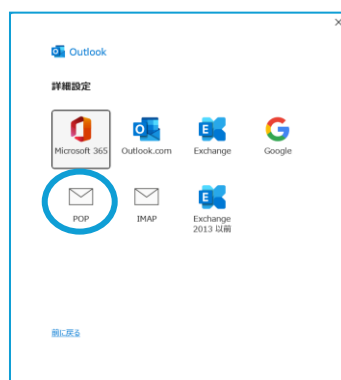 Outlook
詳細設定
Microsoft 365 Outlook.com Exchange Google
POP IMAP Exchange
2013 以前
前に戻る